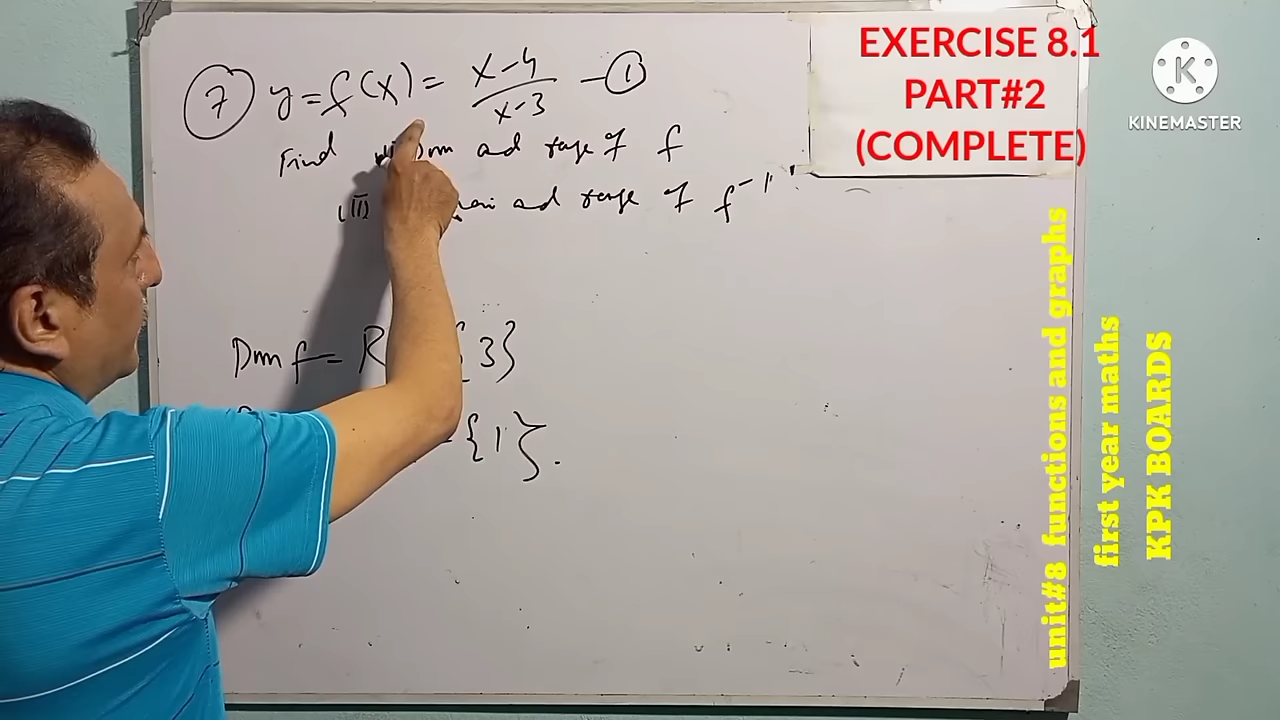 7 y = f(x) = x-4 / x-3 — 1
Find Dom and range of f
(ii) and range of f⁻¹
Dom f = R {3}
{1}.
EXERCISE 8.1
PART#2
(COMPLETE)
K
KINEMASTER
unit#8 functions and graphs
first year maths
KPK BOARDS